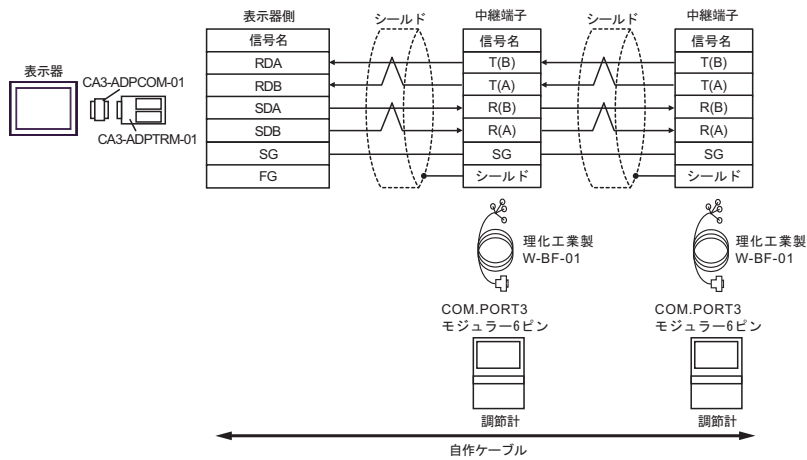 表示器
CA3-ADPCOM-01
CA3-ADPTRM-01
表示器側
信号名
RDA
RDB
SDA
SDB
SG
FG
シールド
中継端子
信号名
T(B)
T(A)
R(B)
R(A)
SG
シールド
シールド
中継端子
信号名
T(B)
T(A)
R(B)
R(A)
SG
シールド
理化工業製
W-BF-01
COM.PORT3
モジュラー6ピン
調節計
理化工業製
W-BF-01
COM.PORT3
モジュラー6ピン
調節計
自作ケーブル